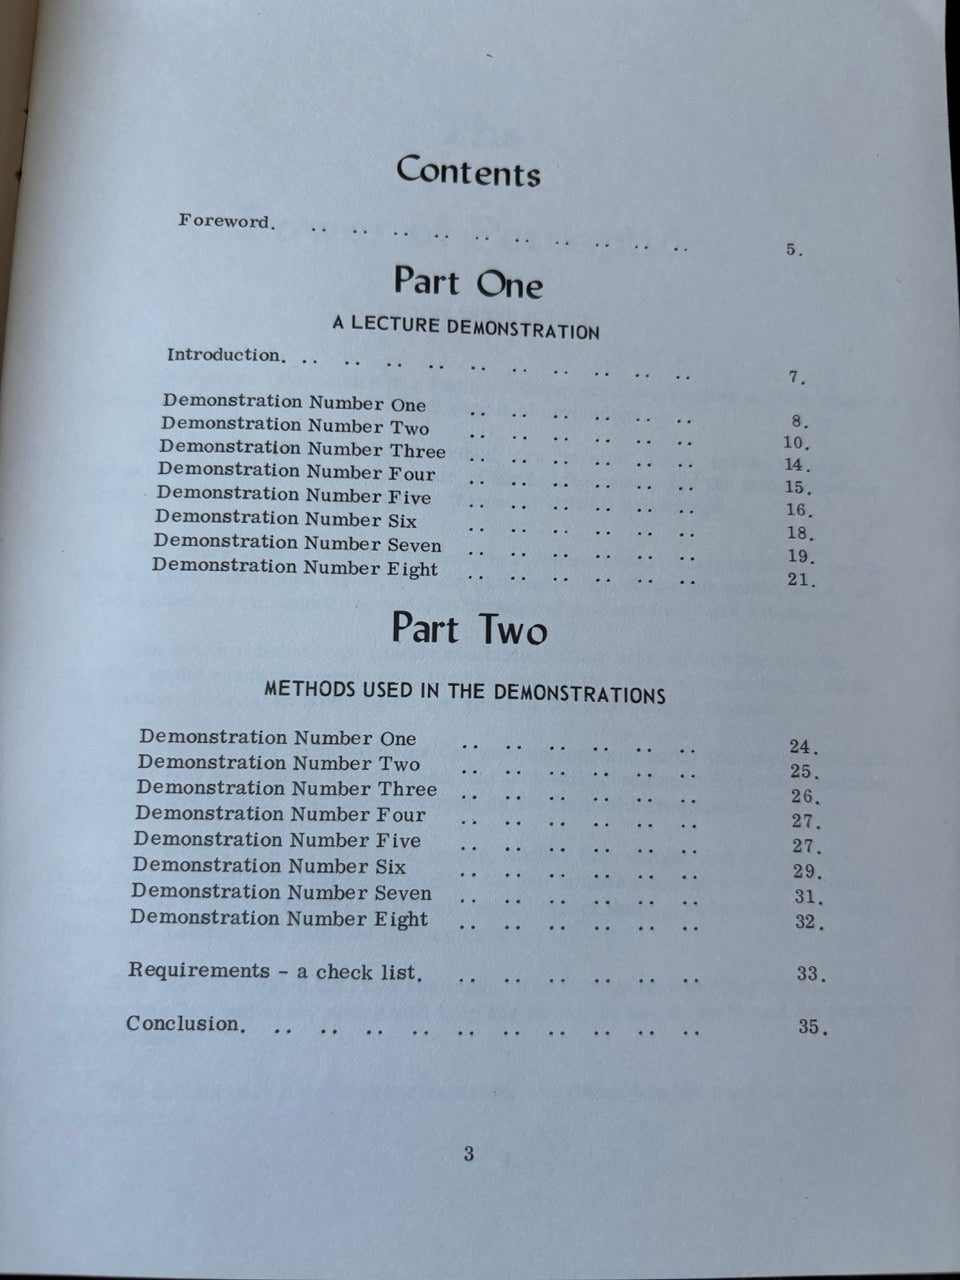 Contents
Foreword. .. .. .. .. .. .. .. .. .. .. 5.
Part One
A LECTURE DEMONSTRATION
Introduction. .. .. .. .. .. .. .. .. .. .. 7.
Demonstration Number One .. .. .. .. .. .. 8.
Demonstration Number Two .. .. .. .. .. .. 10.
Demonstration Number Three .. .. .. .. .. .. 14.
Demonstration Number Four .. .. .. .. .. .. 15.
Demonstration Number Five .. .. .. .. .. .. 16.
Demonstration Number Six .. .. .. .. .. .. 18.
Demonstration Number Seven .. .. .. .. .. .. 19.
Demonstration Number Eight .. .. .. .. .. .. 21.
Part Two
METHODS USED IN THE DEMONSTRATIONS
Demonstration Number One .. .. .. .. .. .. 24.
Demonstration Number Two .. .. .. .. .. .. 25.
Demonstration Number Three .. .. .. .. .. .. 26.
Demonstration Number Four .. .. .. .. .. .. 27.
Demonstration Number Five .. .. .. .. .. .. 27.
Demonstration Number Six .. .. .. .. .. .. 29.
Demonstration Number Seven .. .. .. .. .. .. 31.
Demonstration Number Eight .. .. .. .. .. .. 32.
Requirements - a check list. .. .. .. .. .. .. 33.
Conclusion. .. .. .. .. .. .. .. .. .. .. 35.
3